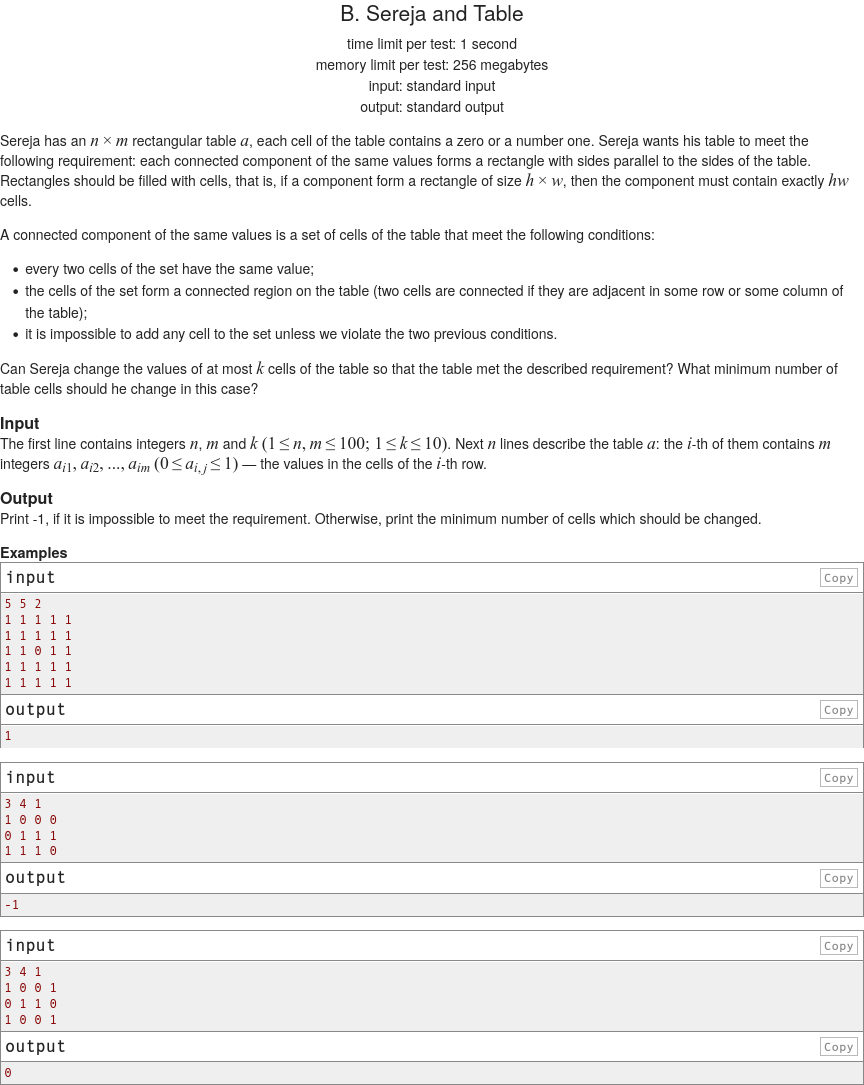 B. Sereja and Table
time limit per test: 1 second
memory limit per test: 256 megabytes
input: standard input
output: standard output
Sereja has an n × m rectangular table a, each cell of the table contains a zero or a number one. Sereja wants his table to meet the
following requirement: each connected component of the same values forms a rectangle with sides parallel to the sides of the table.
Rectangles should be filled with cells, that is, if a component form a rectangle of size h × w, then the component must contain exactly hw
cells.
A connected component of the same values is a set of cells of the table that meet the following conditions:
• every two cells of the set have the same value;
• the cells of the set form a connected region on the table (two cells are connected if they are adjacent in some row or some column of
the table);
• it is impossible to add any cell to the set unless we violate the two previous conditions.
Can Sereja change the values of at most k cells of the table so that the table met the described requirement? What minimum number of
table cells should he change in this case?
Input
The first line contains integers n, m and k (1 ≤ n, m ≤ 100; 1 ≤ k ≤ 10). Next n lines describe the table a: the i-th of them contains m
integers a_{i1}, a_{i2}, ..., a_{im} (0 ≤ a_{i, j} ≤ 1) — the values in the cells of the i-th row.
Output
Print -1, if it is impossible to meet the requirement. Otherwise, print the minimum number of cells which should be changed.
Examples
input Copy
5 5 2
1 1 1 1 1
1 1 1 1 1
1 1 0 1 1
1 1 1 1 1
1 1 1 1 1
output Copy
1
input Copy
3 4 1
1 0 0 0
0 1 1 1
1 1 1 0
output Copy
-1
input Copy
3 4 1
1 0 0 1
0 1 1 0
1 0 0 1
output Copy
0